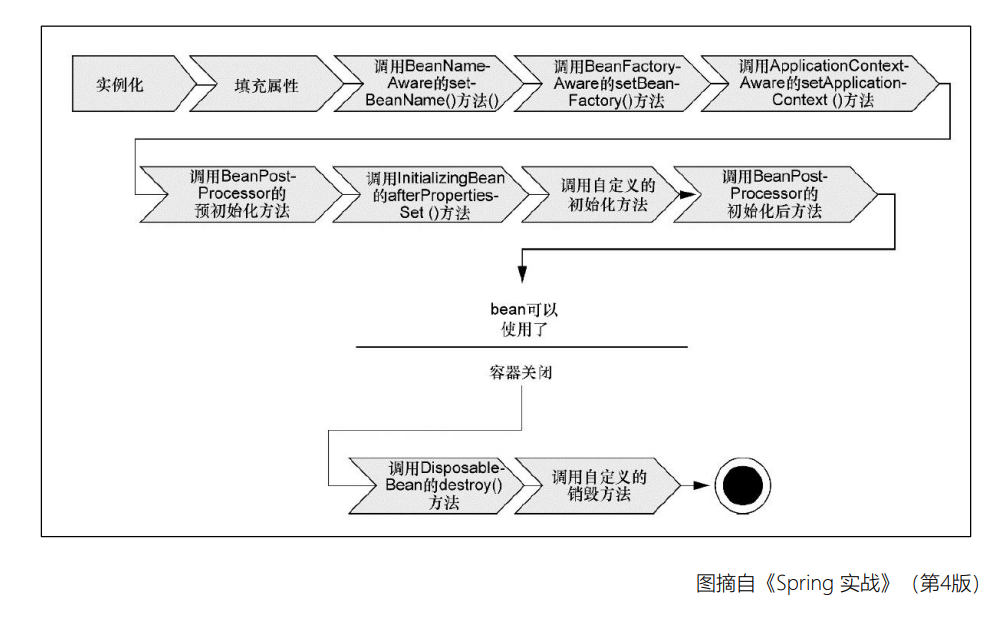 实例化
填充属性
调用BeanName-
Aware的set-
BeanName()方法()
调用BeanFactory-
Aware的setBean-
Factory()方法
调用ApplicationContext-
Aware的setApplication-
Context ()方法
调用BeanPost-
Processor的
预初始化方法
调用InitializingBean
的afterProperties-
Set ()方法
调用自定义的
初始化方法
调用BeanPost-
Processor的
初始化后方法
bean可以
使用了
容器关闭
调用Disposable-
Bean的destroy()
方法
调用自定义的
销毁方法
图摘自《Spring 实战》（第4版）